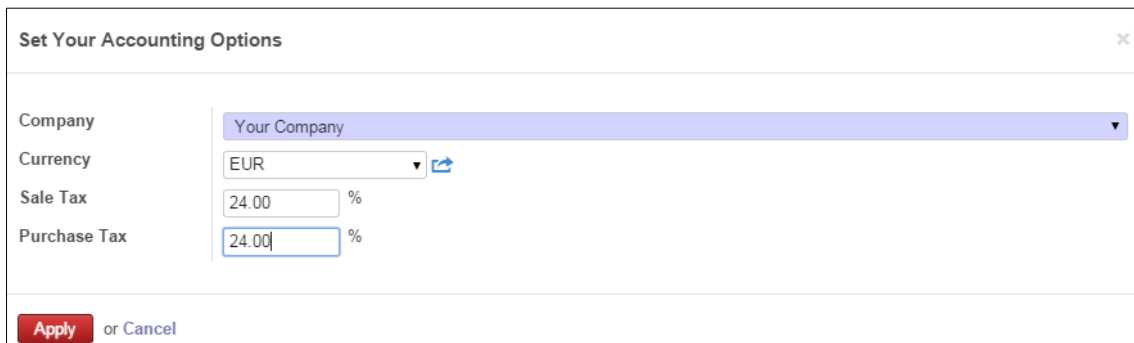 Set Your Accounting Options ×
Company Your Company
Currency EUR
Sale Tax 24.00 %
Purchase Tax 24.00 %
Apply or Cancel